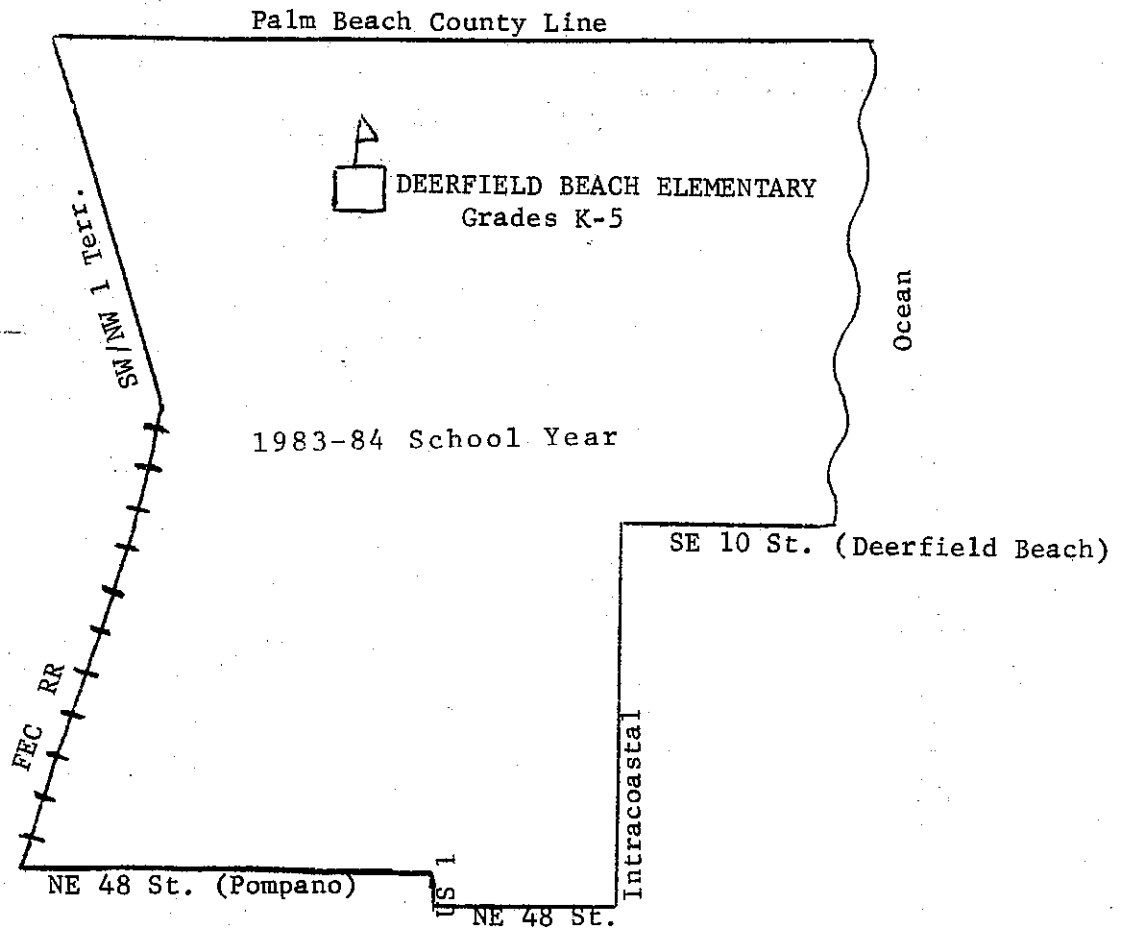 Palm Beach County Line
DEERFIELD BEACH ELEMENTARY
Grades K-5
SW/NW 1 Terr.
Ocean
1983-84 School Year
SE 10 St. (Deerfield Beach)
FEC RR
Intracoastal
NE 48 St. (Pompano)
US 1
NE 48 St.